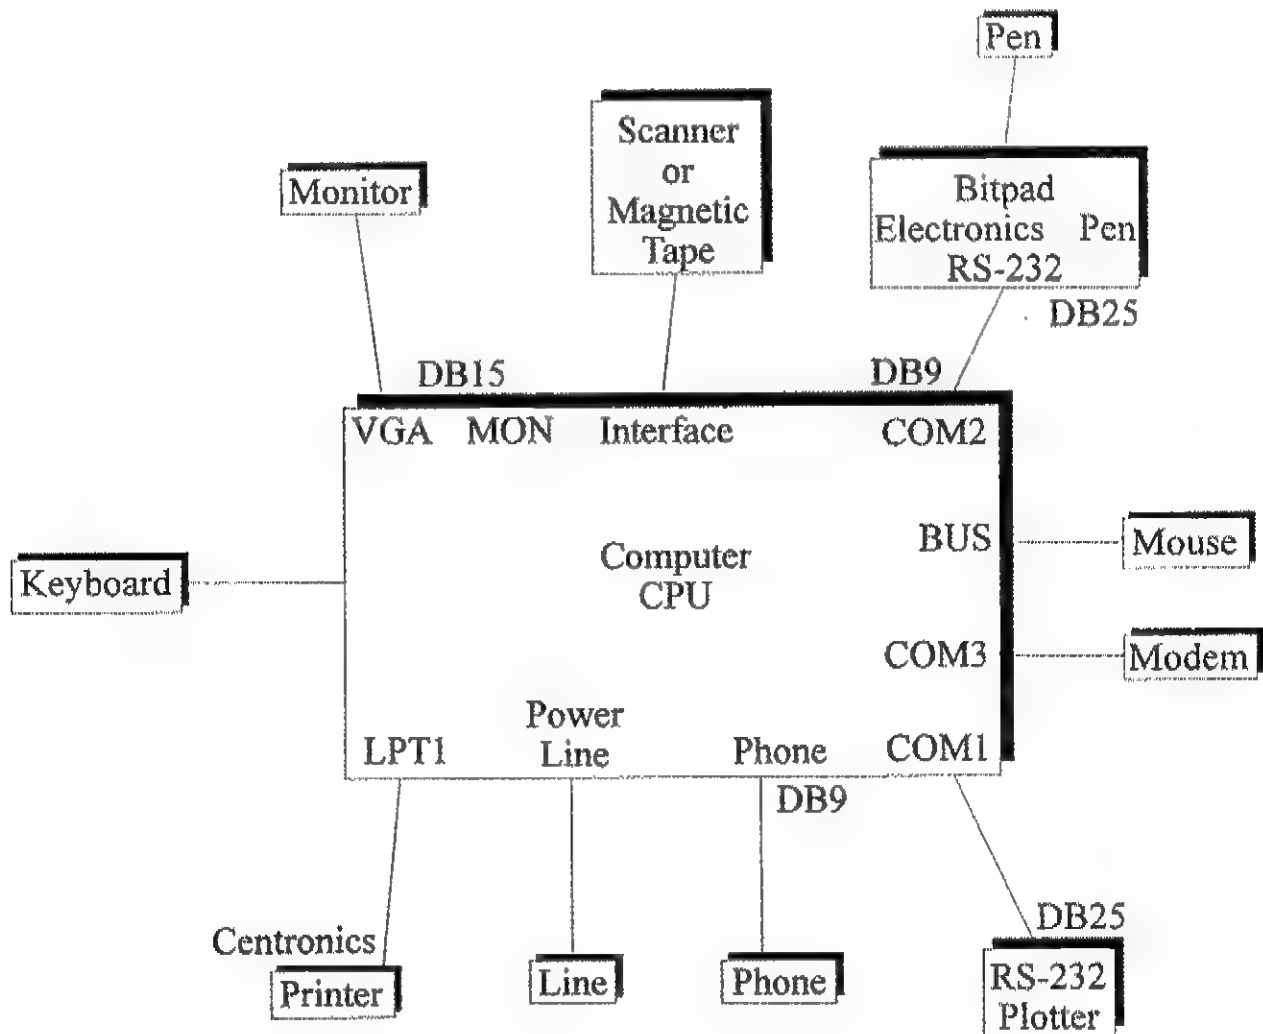 Pen
Scanner
or
Magnetic
Tape
Monitor
Bitpad
Electronics Pen
RS-232
DB25
DB15
DB9
VGA MON Interface COM2
BUS
Mouse
Computer
CPU
Keyboard
COM3
Modem
Power
Line
LPT1
Phone
COM1
DB9
DB25
Centronics
Printer
Line
Phone
RS-232
Plotter